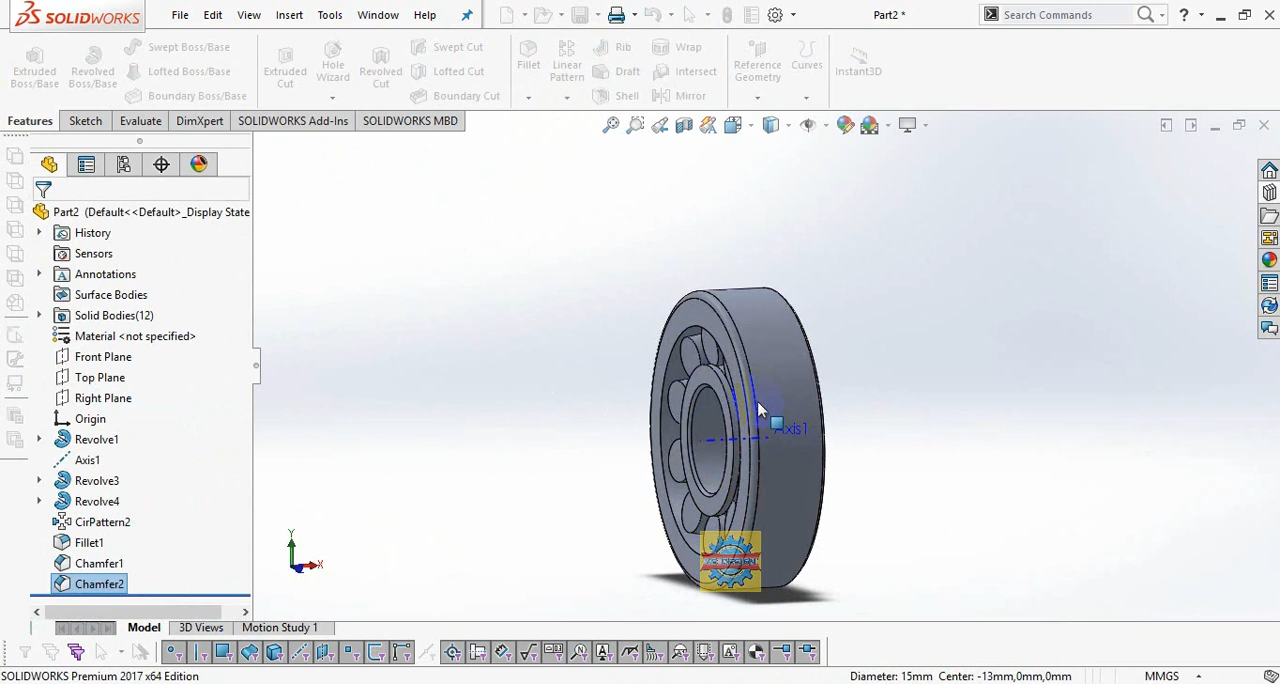 SOLIDWORKS File Edit View Insert Tools Window Help Part2 * Search Commands ?
Extruded Boss/Base Revolved Boss/Base Swept Boss/Base Lofted Boss/Base Boundary Boss/Base Extruded Cut Hole Wizard Revolved Cut Swept Cut Lofted Cut Boundary Cut Fillet Linear Pattern Rib Draft Shell Wrap Intersect Mirror Reference Geometry Curves Instant3D
Features Sketch Evaluate DimXpert SOLIDWORKS Add-Ins SOLIDWORKS MBD
Part2 (Default<<Default>_Display State
History
Sensors
Annotations
Surface Bodies
Solid Bodies(12)
Material <not specified>
Front Plane
Top Plane
Right Plane
Origin
Revolve1
Axis1
Revolve3
Revolve4
CirPattern2
Fillet1
Chamfer1
Chamfer2
Axis1
Y
X
Model 3D Views Motion Study 1
SOLIDWORKS Premium 2017 x64 Edition Diameter: 15mm Center: -13mm,0mm,0mm MMGS